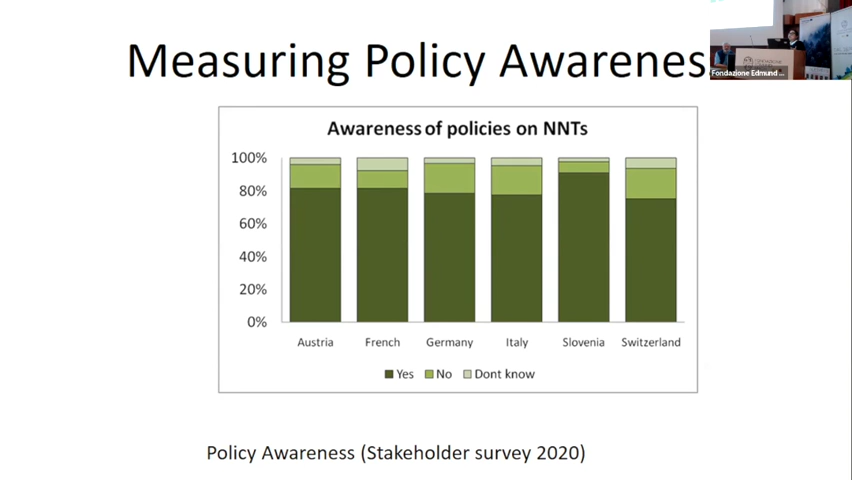 Measuring Policy Awarenes
Fondazione Edmund ...
Awareness of policies on NNTs
100%
80%
60%
40%
20%
0%
Austria French Germany Italy Slovenia Switzerland
Yes No Dont know
Policy Awareness (Stakeholder survey 2020)